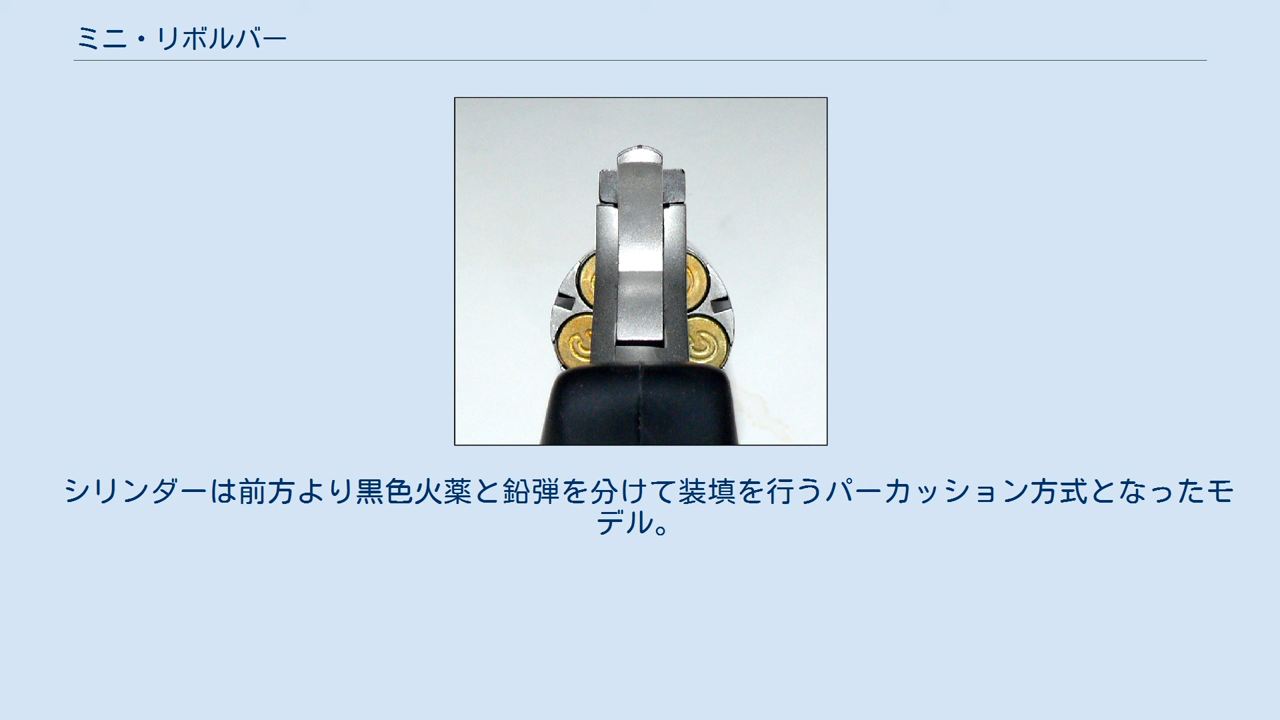 ミニ・リボルバー
シリンダーは前方より黒色火薬と鉛弾を分けて装填を行うパーカッション方式となったモ
デル。